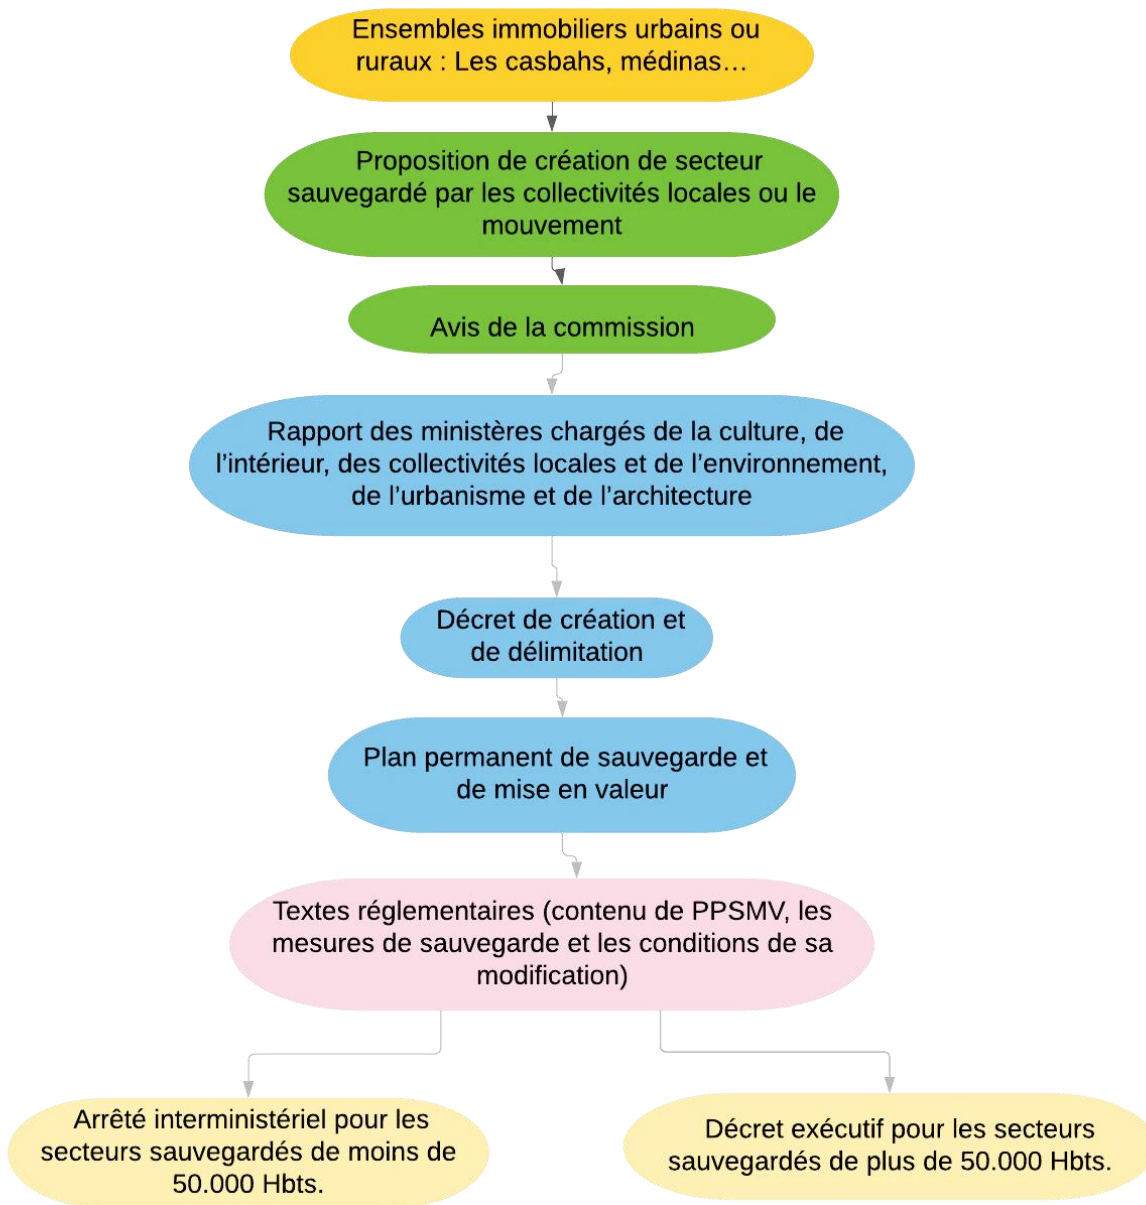 Ensembles immobiliers urbains ou
ruraux : Les casbahs, médinas…
Proposition de création de secteur
sauvegardé par les collectivités locales ou le
mouvement
Avis de la commission
Rapport des ministères chargés de la culture, de
l’intérieur, des collectivités locales et de l’environnement,
de l’urbanisme et de l’architecture
Décret de création et
de délimitation
Plan permanent de sauvegarde et
de mise en valeur
Textes réglementaires (contenu de PPSMV, les
mesures de sauvegarde et les conditions de sa
modification)
Arrêté interministériel pour les
secteurs sauvegardés de moins de
50.000 Hbts.
Décret exécutif pour les secteurs
sauvegardés de plus de 50.000 Hbts.